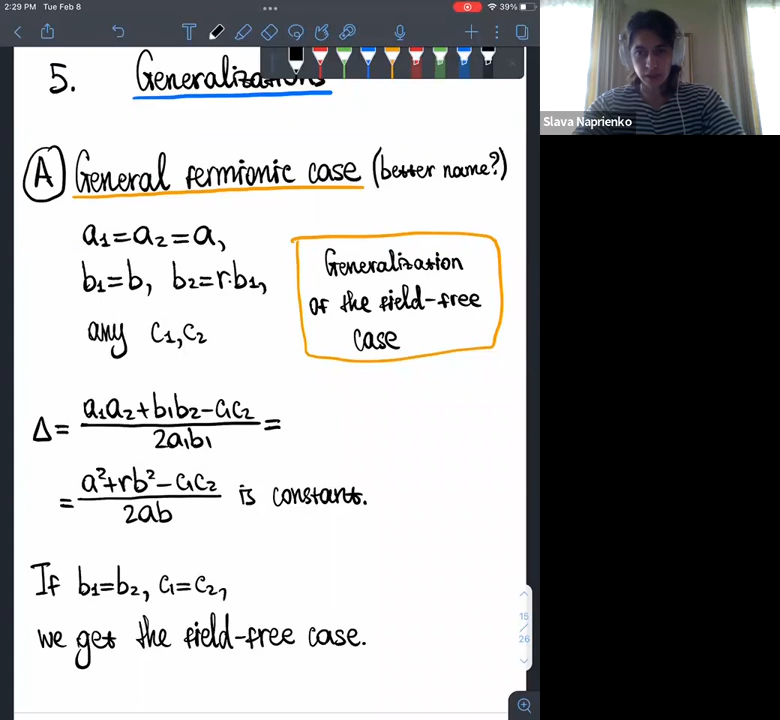 2:29 PM Tue Feb 8
39%
5. Generalizations
A General fermionic case (better name?)
a₁=a₂=a,
b₁=b, b₂=r·b₁,
any c₁,c₂
Generalization
of the field-free
case
Δ= a₁a₂+b₁b₂-c₁c₂ / 2a₁b₁ =
= a²+rb²-c₁c₂ / 2ab is constant.
If b₁=b₂, c₁=c₂,
we get the field-free case.
15
/
26
Slava Naprienko